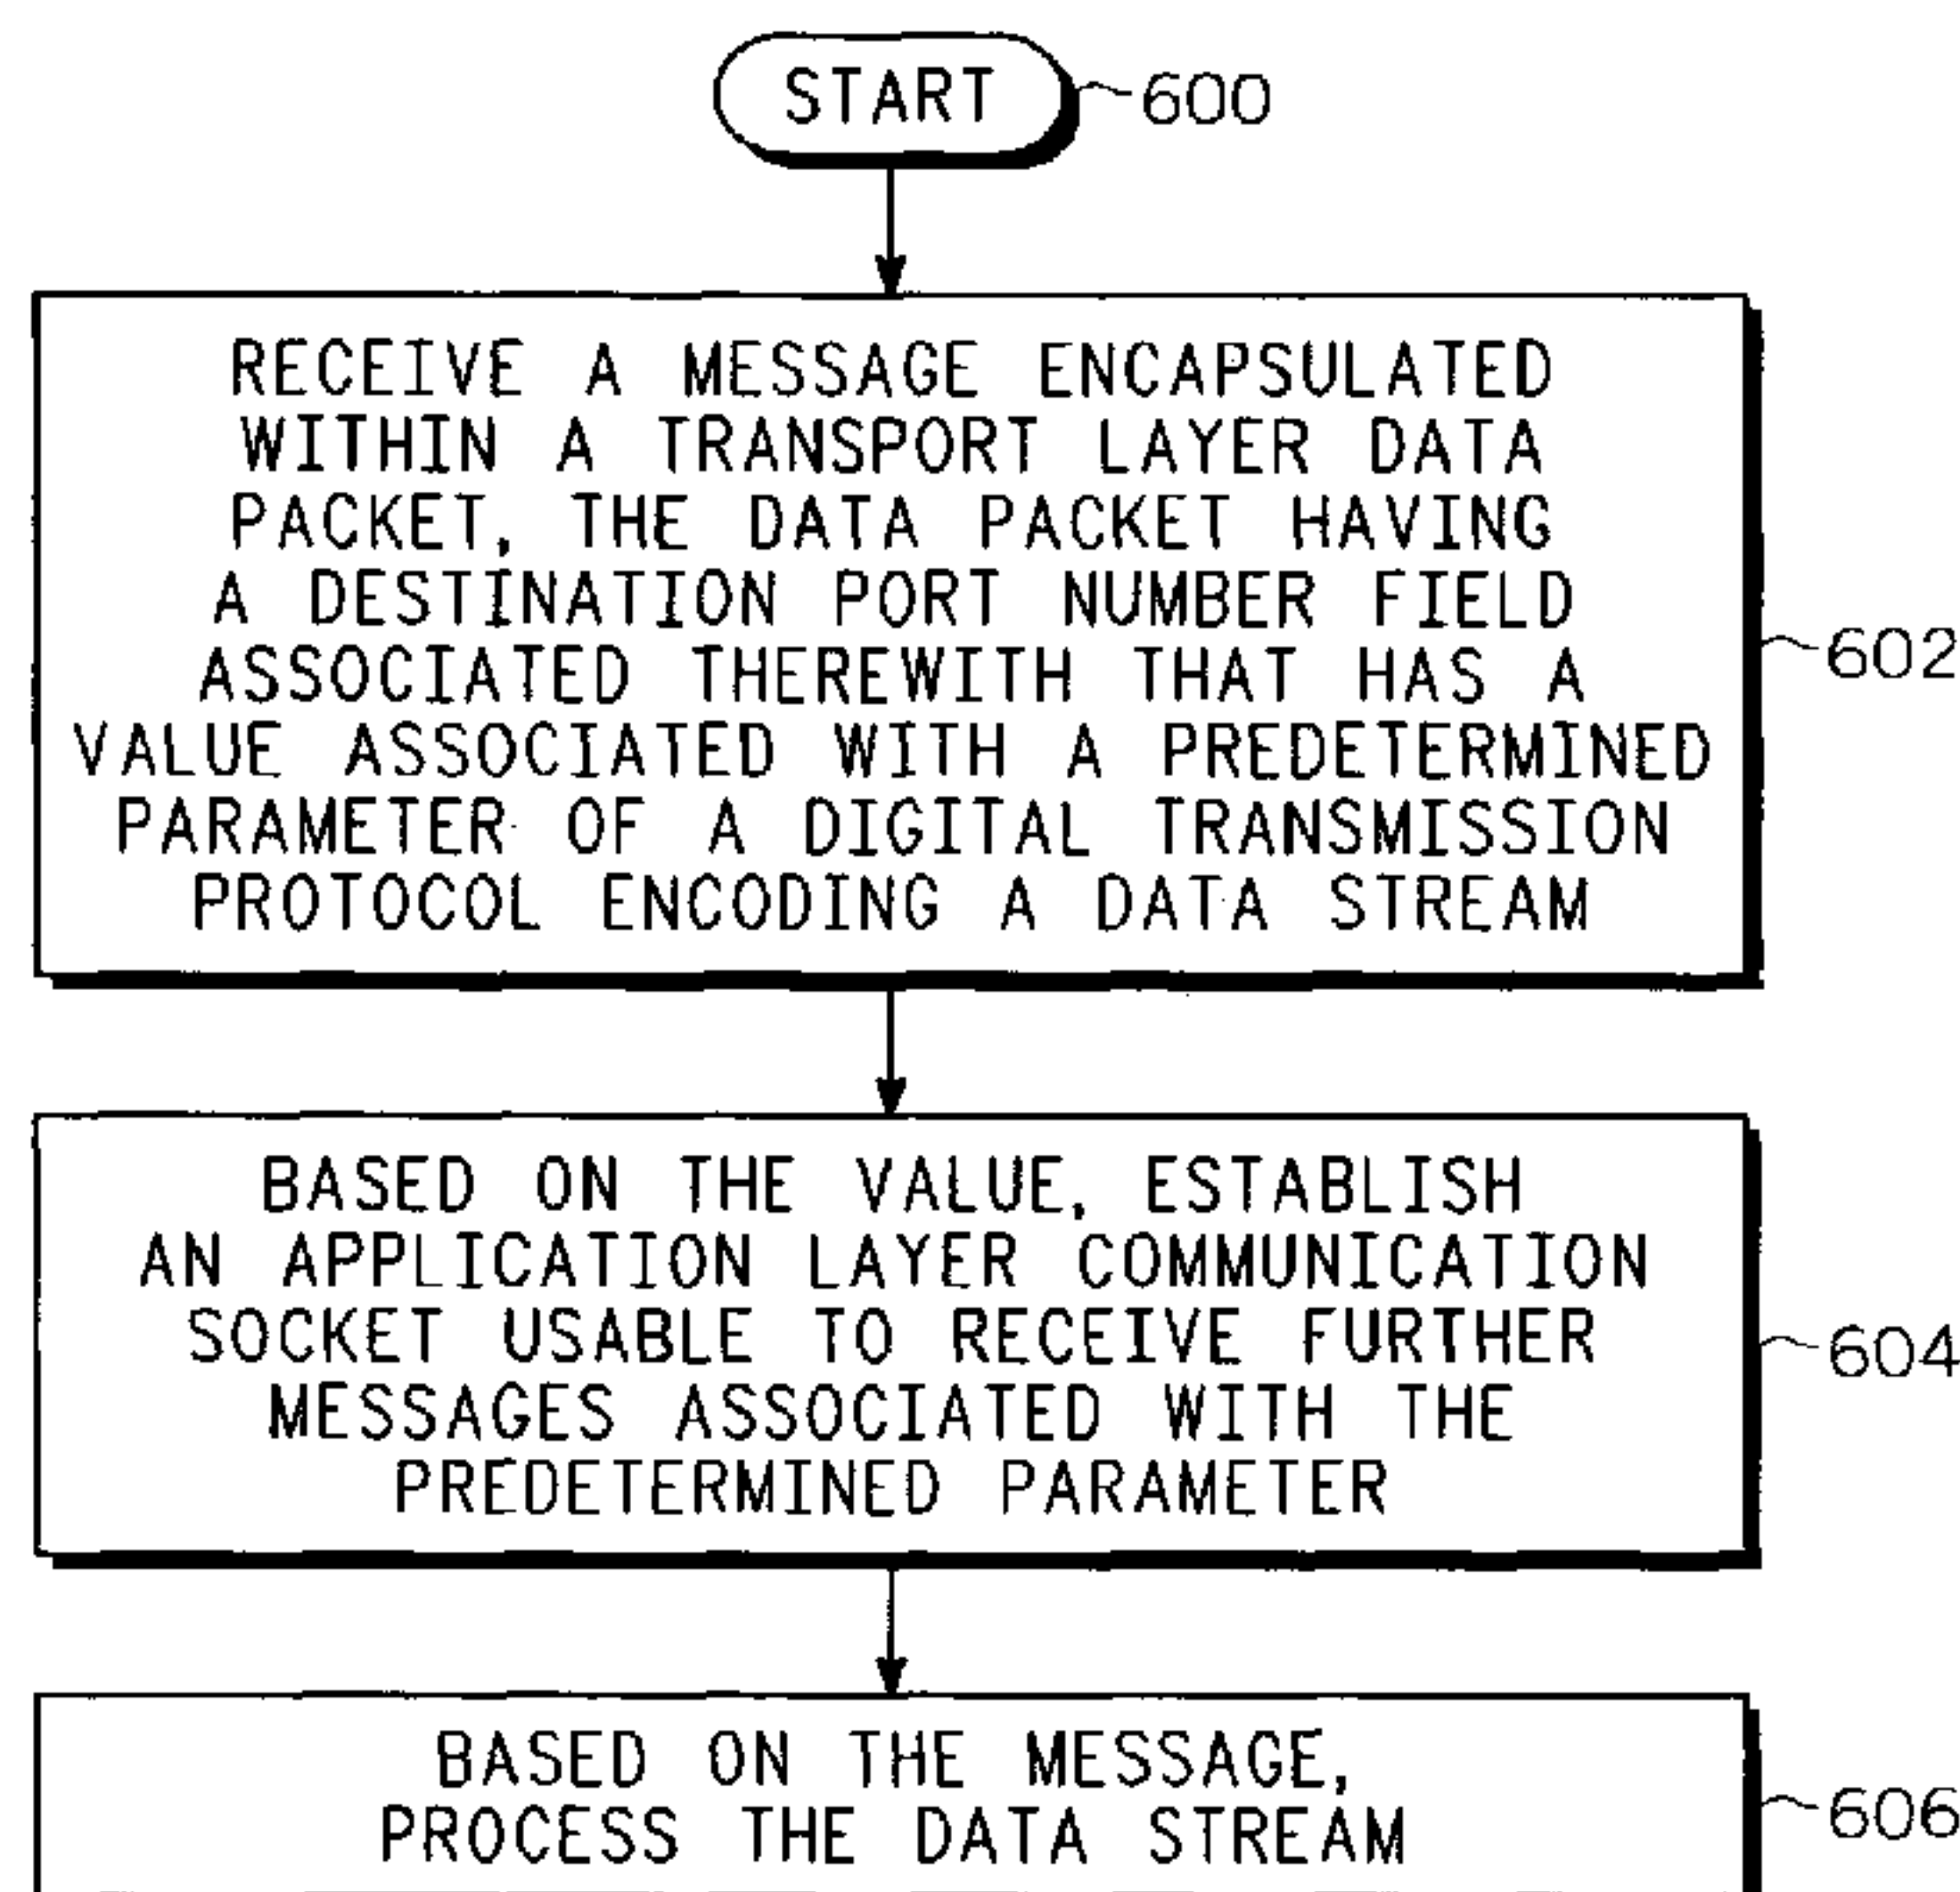 START
600
RECEIVE A MESSAGE ENCAPSULATED
WITHIN A TRANSPORT LAYER DATA
PACKET, THE DATA PACKET HAVING
A DESTINATION PORT NUMBER FIELD
ASSOCIATED THEREWITH THAT HAS A
VALUE ASSOCIATED WITH A PREDETERMINED
PARAMETER OF A DIGITAL TRANSMISSION
PROTOCOL ENCODING A DATA STREAM
602
BASED ON THE VALUE, ESTABLISH
AN APPLICATION LAYER COMMUNICATION
SOCKET USABLE TO RECEIVE FURTHER
MESSAGES ASSOCIATED WITH THE
PREDETERMINED PARAMETER
604
BASED ON THE MESSAGE,
PROCESS THE DATA STREAM
606